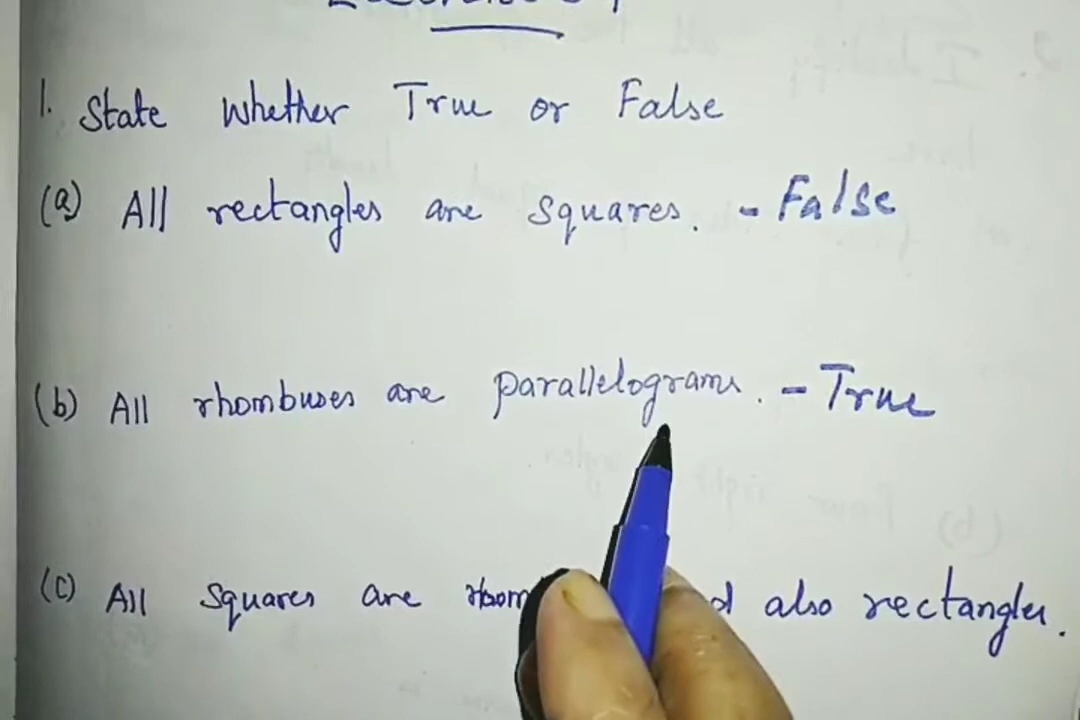 1. State Whether True or False
(a) All rectangles are squares. - False
(b) All rhombuses are parallelograms. - True
(c) All squares are also rectangles.